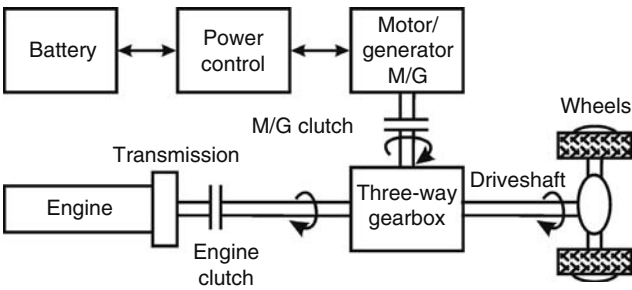 Battery
Power
control
Motor/
generator
M/G
M/G clutch
Wheels
Transmission
Engine
Engine
clutch
Three-way
gearbox
Driveshaft